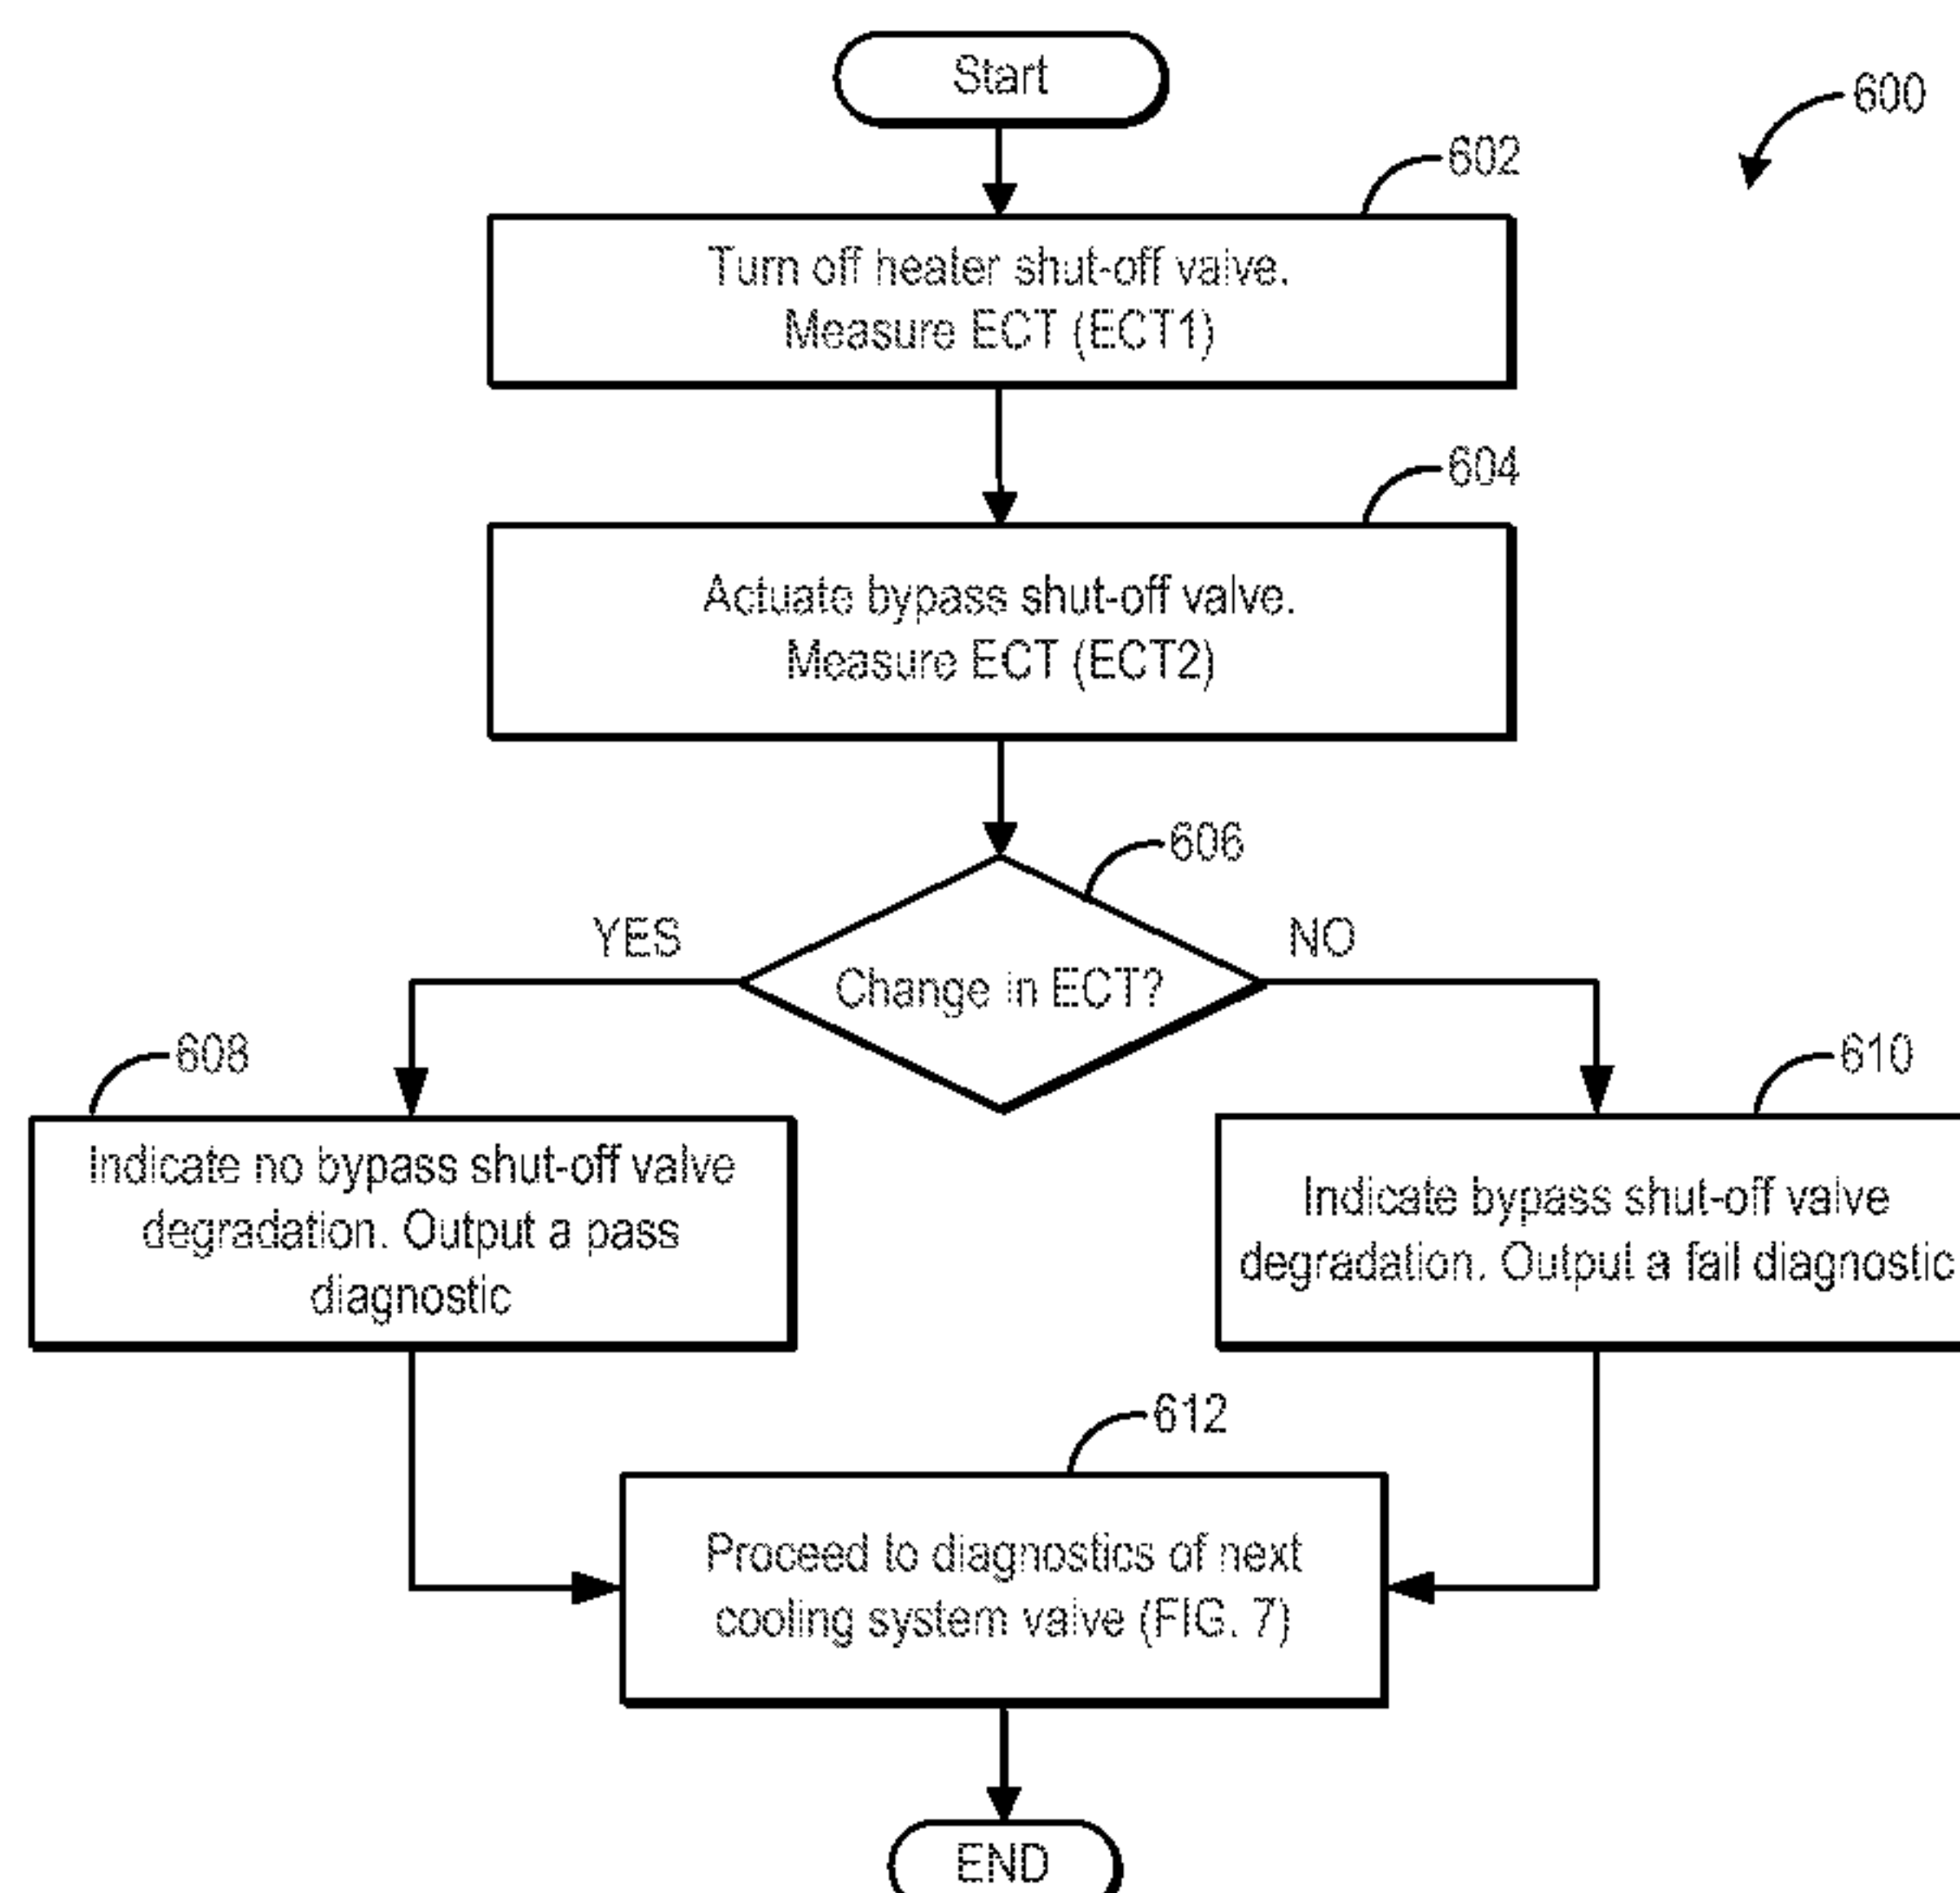 Start
600
602
Turn off heater shut-off valve.
Measure ECT (ECT1)
604
Actuate bypass shut-off valve.
Measure ECT (ECT2)
606
YES
NO
Change in ECT?
608
610
Indicate no bypass shut-off valve
degradation. Output a pass
diagnostic
Indicate bypass shut-off valve
degradation. Output a fail diagnostic
612
Proceed to diagnostics of next
cooling system valve (FIG. 7)
END